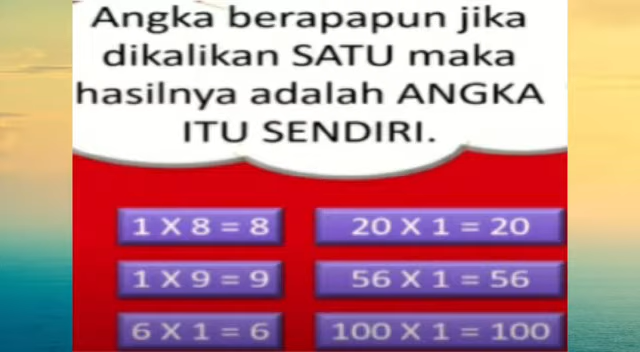 Angka berapapun jika
dikalikan SATU maka
hasilnya adalah ANGKA
ITU SENDIRI.
1 X 8 = 8
20 X 1 = 20
1 X 9 = 9
56 X 1 = 56
6 X 1 = 6
100 X 1 = 100